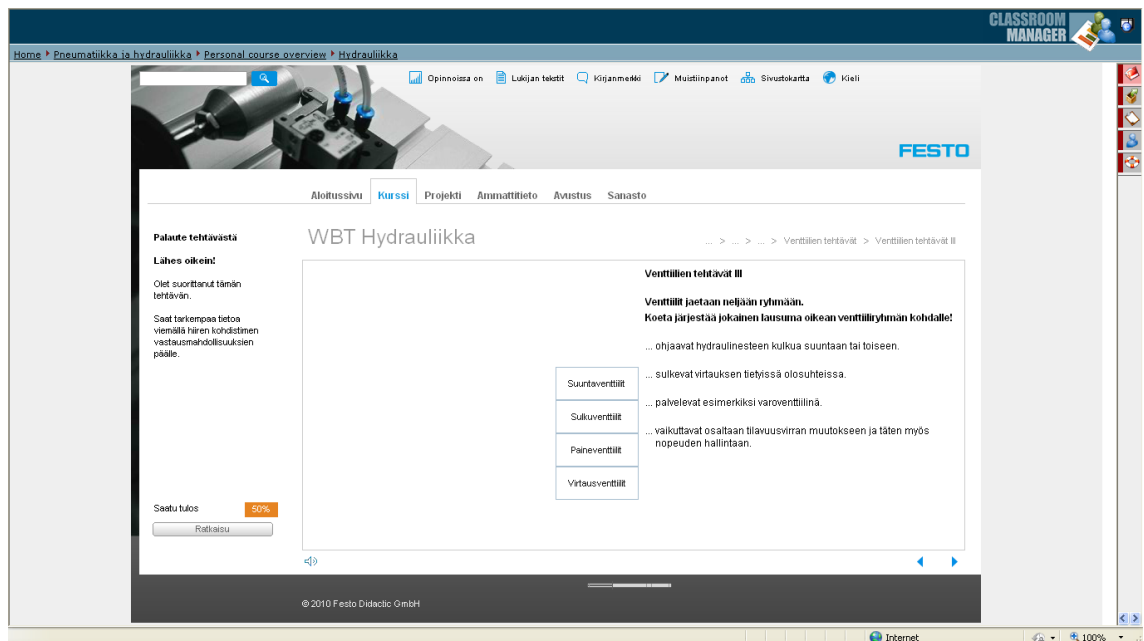 CLASSROOM
MANAGER
Home Pneumatiikka ja hydrauliikka Personal course overview Hydrauliikka
Opinnoissa on Lukijan tekstit Kirjanmerkki Muistiinpanot Sivustokartta Kieli
FESTO
Aloitussivu Kurssi Projekti Ammattitieto Avustus Sanasto
Palaute tehtävästä
Lähes oikein!
Olet suorittanut tämän
tehtävän.
Saat tarkempaa tietoa
viemällä hiiren kohdistimen
vastausmahdollisuuksien
päälle.
Saatu tulos 50%
Ratkaisu
WBT Hydrauliikka
... > ... > ... > Venttiilien tehtävät > Venttiilien tehtävät III
Venttiilien tehtävät III
Venttiilit jaetaan neljään ryhmään.
Koeta järjestää jokainen lausuma oikean venttiiliryhmän kohdalle!
... ohjaavat hydraulinesteen kulkua suuntaan tai toiseen.
... sulkevat virtauksen tietyissä olosuhteissa.
... palvelevat esimerkiksi varoventtiilinä.
... vaikuttavat osaltaan tilavuusvirran muutokseen ja täten myös
nopeuden hallintaan.
Suuntaventtiilit
Sulkuventtiilit
Paineventtiilit
Virtausventtiilit
© 2010 Festo Didactic GmbH
Internet 100%